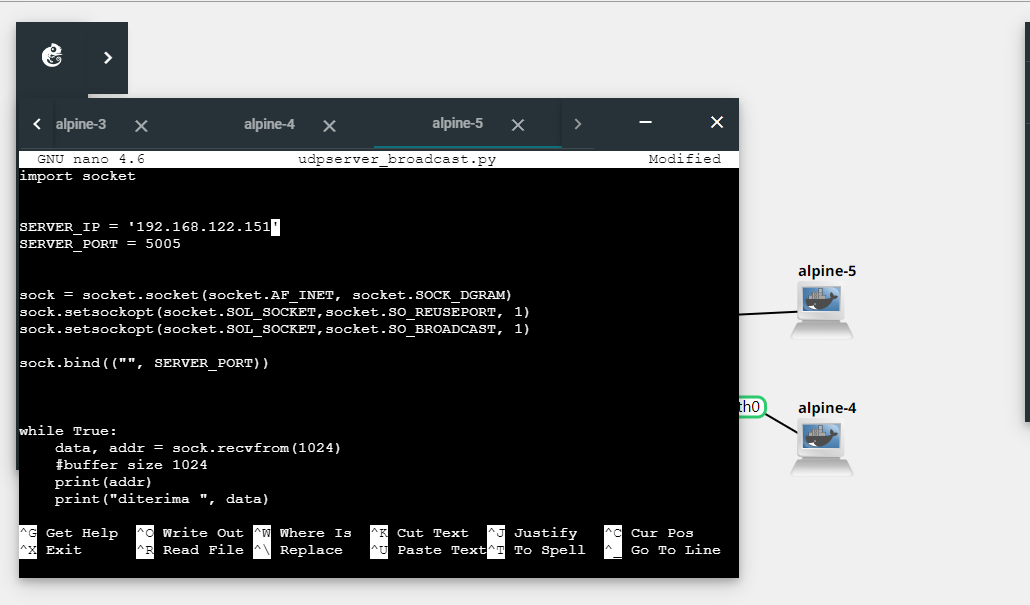 alpine-3
alpine-4
alpine-5
GNU nano 4.6 udpserver_broadcast.py Modified
import socket
SERVER_IP = '192.168.122.151'
SERVER_PORT = 5005
sock = socket.socket(socket.AF_INET, socket.SOCK_DGRAM)
sock.setsockopt(socket.SOL_SOCKET,socket.SO_REUSEPORT, 1)
sock.setsockopt(socket.SOL_SOCKET,socket.SO_BROADCAST, 1)
sock.bind(("", SERVER_PORT))
while True:
    data, addr = sock.recvfrom(1024)
    #buffer size 1024
    print(addr)
    print("diterima ", data)
^G Get Help ^O Write Out ^W Where Is ^K Cut Text ^J Justify ^C Cur Pos
^X Exit ^R Read File ^\ Replace ^U Paste Text ^T To Spell ^_ Go To Line
alpine-5
th0
alpine-4